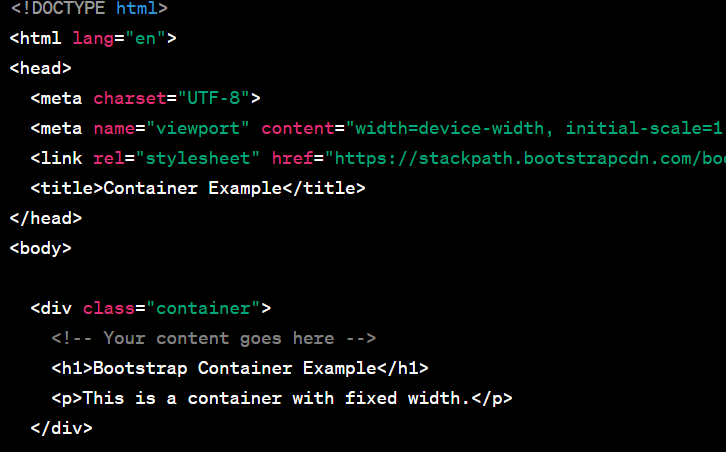 <!DOCTYPE html>
<html lang="en">
<head>
  <meta charset="UTF-8">
  <meta name="viewport" content="width=device-width, initial-scale=1
  <link rel="stylesheet" href="https://stackpath.bootstrapcdn.com/boo
  <title>Container Example</title>
</head>
<body>

  <div class="container">
    <!-- Your content goes here -->
    <h1>Bootstrap Container Example</h1>
    <p>This is a container with fixed width.</p>
  </div>